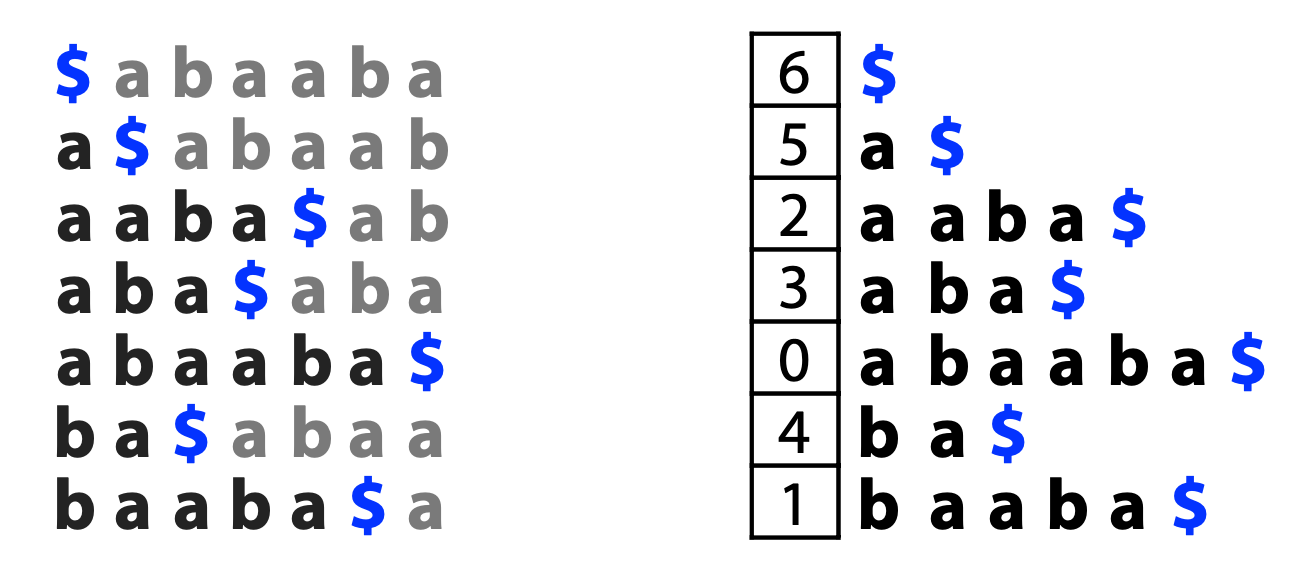 $ a b a a b a
a $ a b a a b
a a b a $ a b
a b a $ a b a
a b a a b a $
b a $ a b a a
b a a b a $ a
6 $
5 a $
2 a a b a $
3 a b a $
0 a b a a b a $
4 b a $
1 b a a b a $